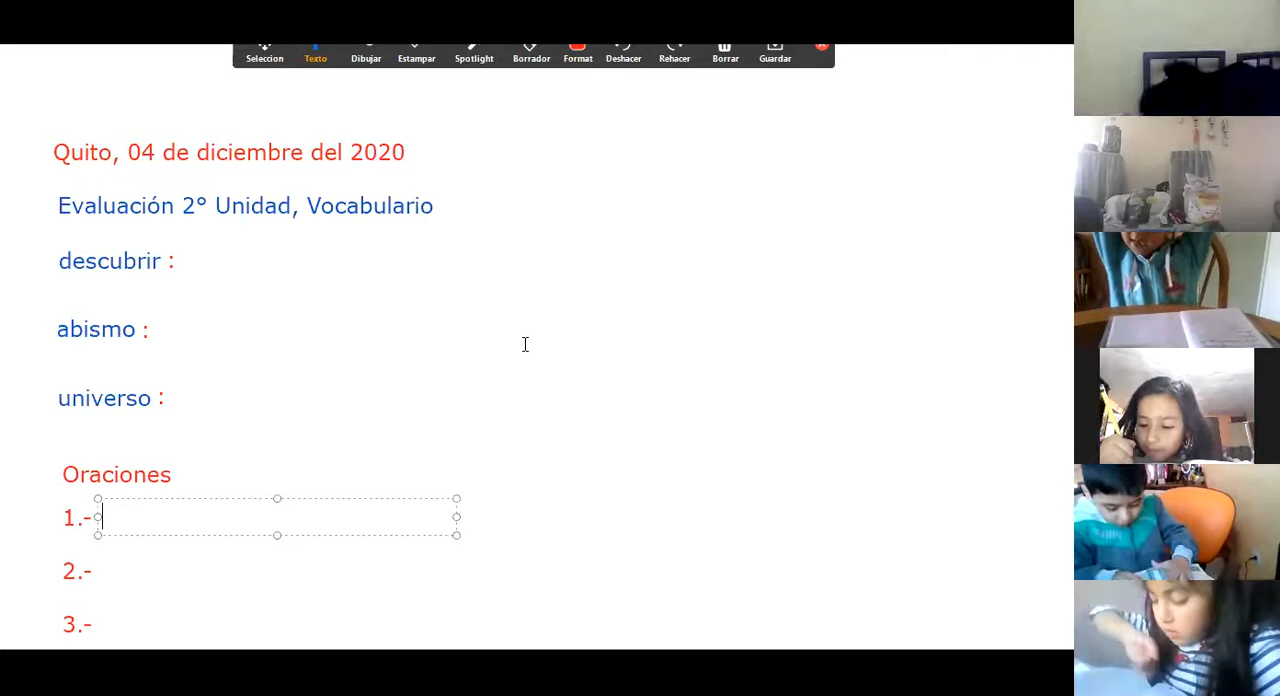 Seleccion Texto Dibujar Estampar Spotlight Borrador Format Deshacer Rehacer Borrar Guardar
Quito, 04 de diciembre del 2020
Evaluación 2° Unidad, Vocabulario
descubrir :
abismo :
universo :
Oraciones
1.-
2.-
3.-